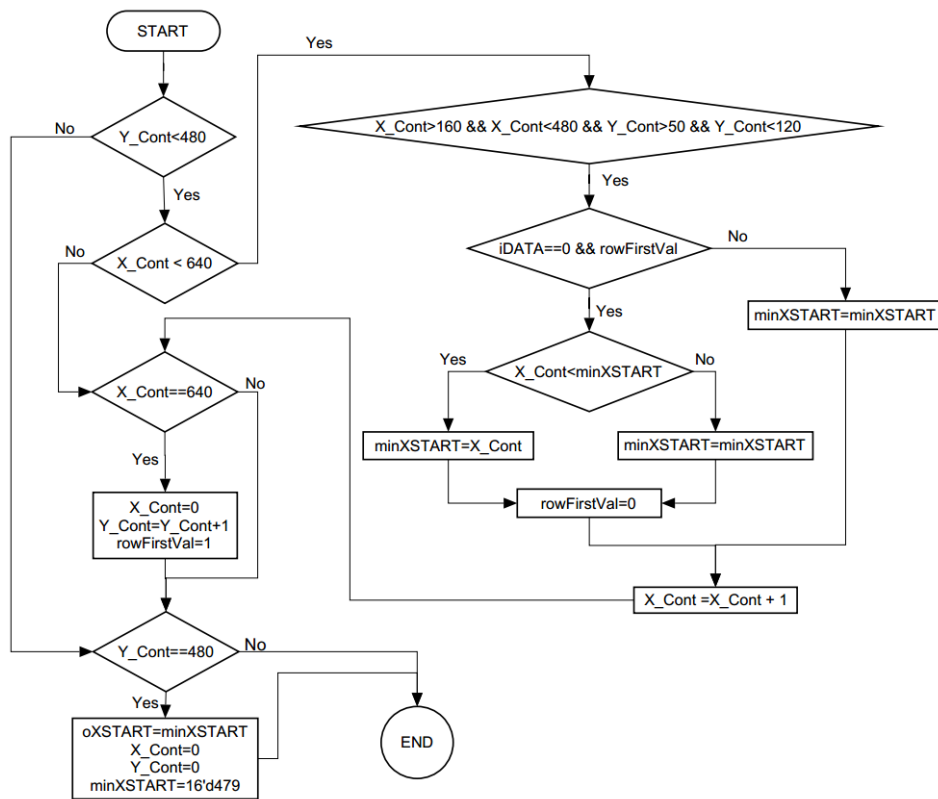 START
Yes
No
Y_Cont<480
X_Cont>160 && X_Cont<480 && Y_Cont>50 && Y_Cont<120
Yes
Yes
No
X_Cont < 640
iDATA==0 && rowFirstVal
No
minXSTART=minXSTART
Yes
Yes
X_Cont<minXSTART
No
X_Cont==640
No
minXSTART=X_Cont
minXSTART=minXSTART
Yes
rowFirstVal=0
X_Cont=0
Y_Cont=Y_Cont+1
rowFirstVal=1
X_Cont =X_Cont + 1
Y_Cont==480
No
Yes
oXSTART=minXSTART
X_Cont=0
Y_Cont=0
minXSTART=16'd479
END